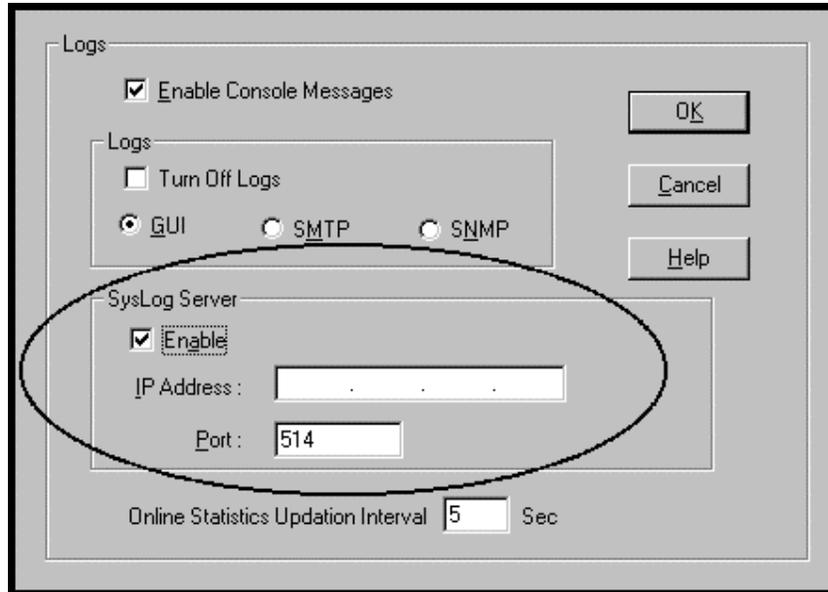 Logs
Enable Console Messages
OK
Logs
Turn Off Logs
Cancel
GUI SMTP SNMP
Help
SysLog Server
Enable
IP Address : . . .
Port : 514
Online Statistics Updation Interval 5 Sec